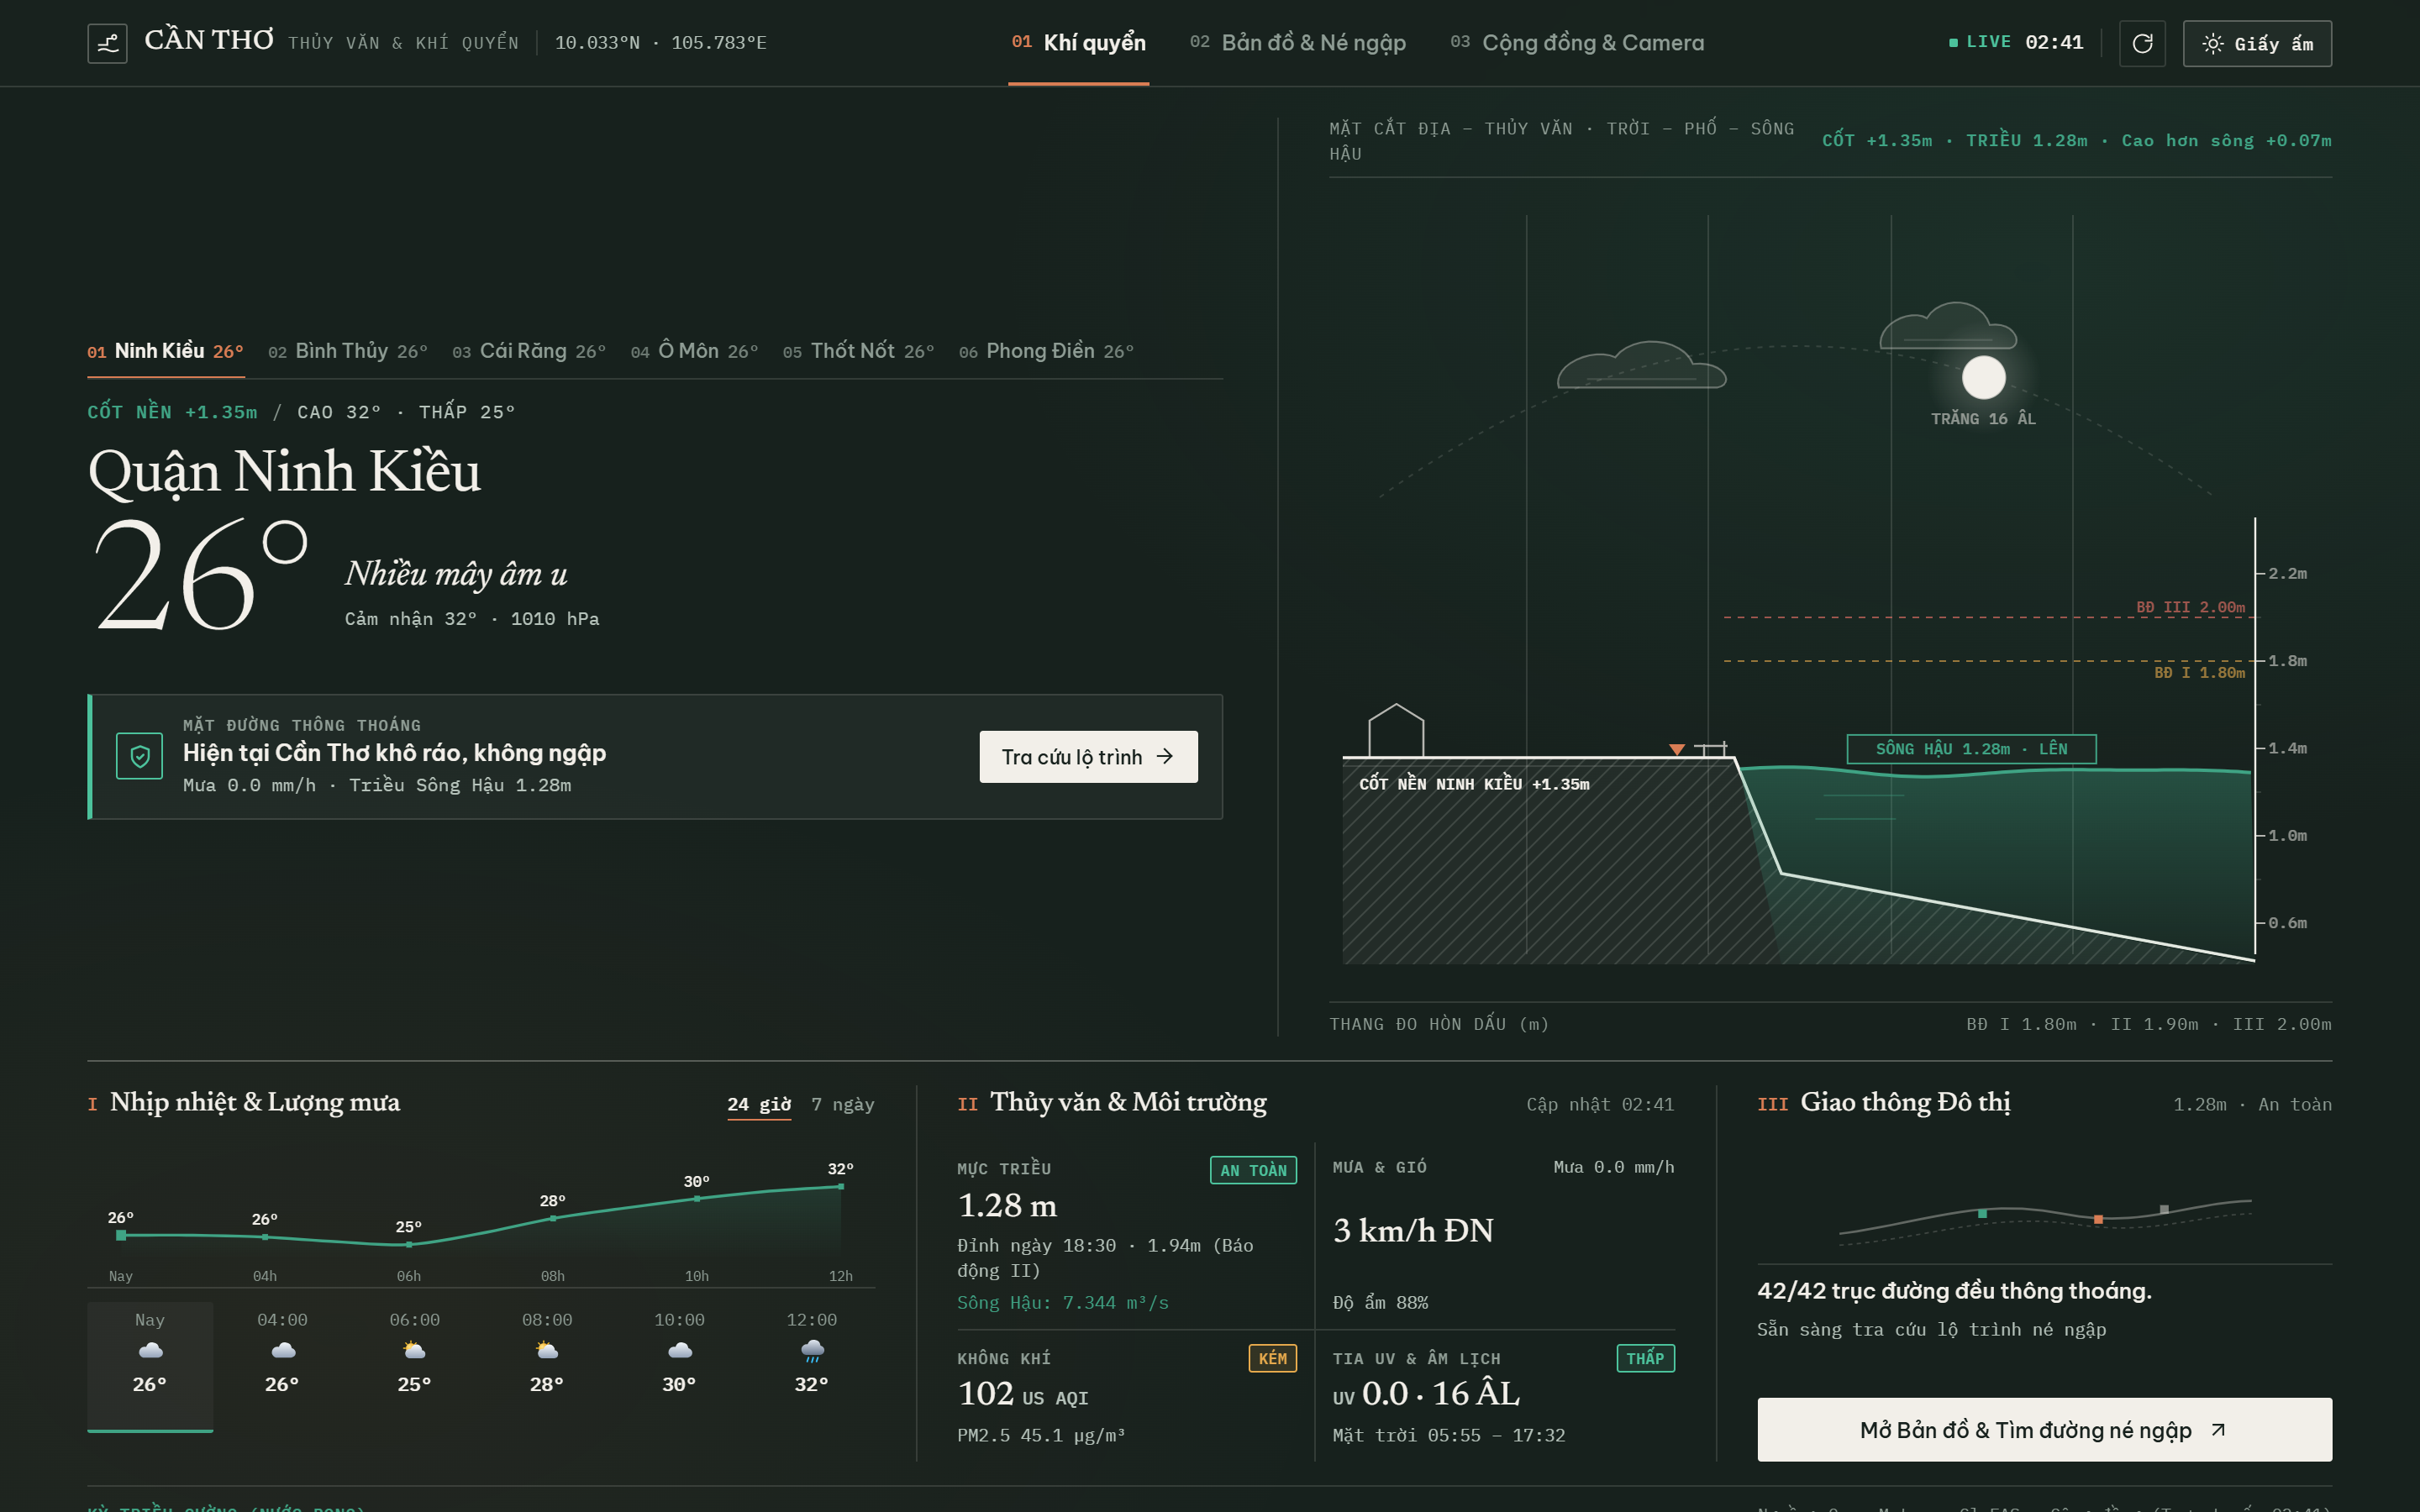 CẦN THƠ THỦY VĂN & KHÍ QUYỂN 10.033°N · 105.783°E
01 Khí quyển 02 Bản đồ & Né ngập 03 Cộng đồng & Camera
LIVE 02:41 Giấy ấm
01 Ninh Kiều 26° 02 Bình Thủy 26° 03 Cái Răng 26° 04 Ô Môn 26° 05 Thốt Nốt 26° 06 Phong Điền 26°
CỐT NỀN +1.35m / CAO 32° · THẤP 25°
Quận Ninh Kiều
26°
Nhiều mây âm u
Cảm nhận 32° · 1010 hPa
MẶT ĐƯỜNG THÔNG THOÁNG
Hiện tại Cần Thơ khô ráo, không ngập
Mưa 0.0 mm/h · Triều Sông Hậu 1.28m
Tra cứu lộ trình
MẶT CẮT ĐỊA – THỦY VĂN · TRỜI – PHỐ – SÔNG
HẬU
CỐT +1.35m · TRIỀU 1.28m · Cao hơn sông +0.07m
TRĂNG 16 ÂL
2.2m
BĐ III 2.00m
1.8m
BĐ I 1.80m
SÔNG HẬU 1.28m · LÊN
1.4m
CỐT NỀN NINH KIỀU +1.35m
1.0m
0.6m
THANG ĐO HÒN DẤU (m)
BĐ I 1.80m · II 1.90m · III 2.00m
I Nhịp nhiệt & Lượng mưa
24 giờ 7 ngày
26° 26° 25° 28° 30° 32°
Nay 04h 06h 08h 10h 12h
Nay 04:00 06:00 08:00 10:00 12:00
26° 26° 25° 28° 30° 32°
II Thủy văn & Môi trường
Cập nhật 02:41
MỰC TRIỀU
AN TOÀN
1.28 m
Đỉnh ngày 18:30 · 1.94m (Báo
động II)
Sông Hậu: 7.344 m³/s
MƯA & GIÓ
Mưa 0.0 mm/h
3 km/h ĐN
Độ ẩm 88%
KHÔNG KHÍ
KÉM
102 US AQI
PM2.5 45.1 µg/m³
TIA UV & ÂM LỊCH
THẤP
UV 0.0 · 16 ÂL
Mặt trời 05:55 – 17:32
III Giao thông Đô thị
1.28m · An toàn
42/42 trục đường đều thông thoáng.
Sẵn sàng tra cứu lộ trình né ngập
Mở Bản đồ & Tìm đường né ngập